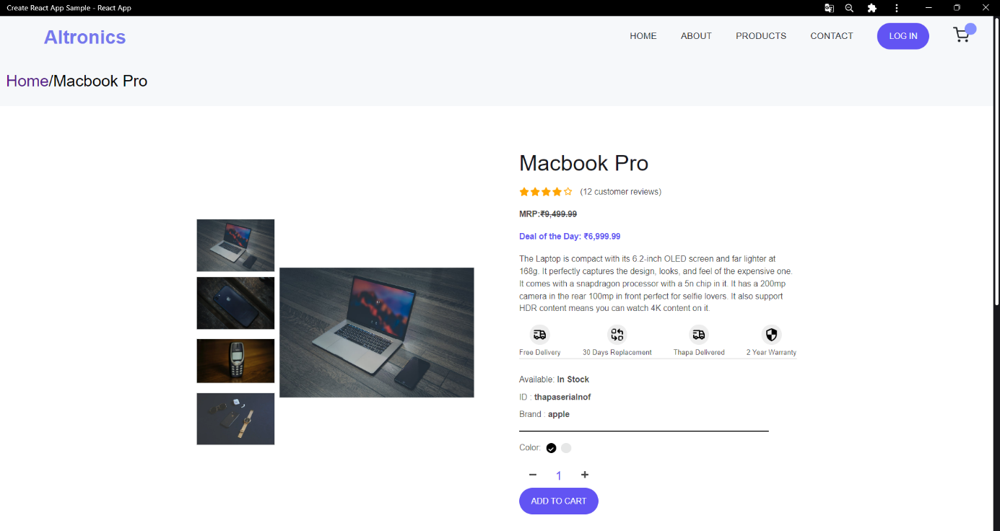 Create React App Sample - React App
Altronics
HOME ABOUT PRODUCTS CONTACT LOG IN
Home/Macbook Pro
Macbook Pro
(12 customer reviews)
MRP:₹9,499.99
Deal of the Day: ₹6,999.99
The Laptop is compact with its 6.2-inch OLED screen and far lighter at
168g. It perfectly captures the design, looks, and feel of the expensive one.
It comes with a snapdragon processor with a 5n chip in it. It has a 200mp
camera in the rear 100mp in front perfect for selfie lovers. It also support
HDR content means you can watch 4K content on it.
Free Delivery 30 Days Replacement Thapa Delivered 2 Year Warranty
Available: In Stock
ID : thapaserialnof
Brand : apple
Color:
1
ADD TO CART